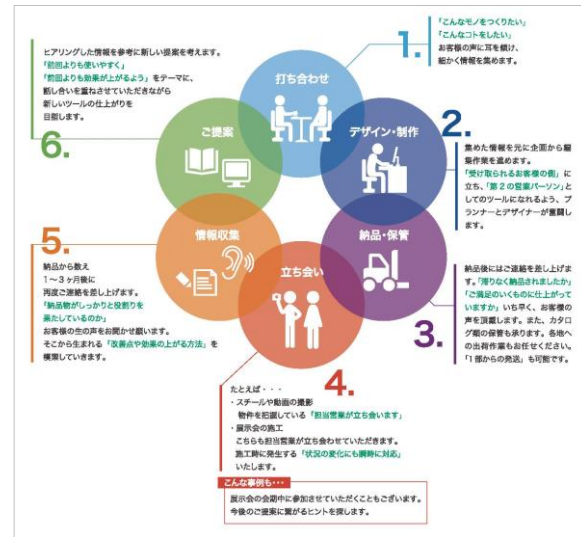 1.
「こんなモノをつくりたい」
「こんなコトをしたい」
お客様の声に耳を傾け、
細かく情報を集めます。
打ち合わせ
2.
デザイン・制作
集めた情報を元に企画から編
集作業を進めます。
「受け取られるお客様の側」に
立ち、「第2の営業パーソン」と
してのツールになれるよう、プ
ランナーとデザイナーが奮闘し
ます。
3.
納品・保管
納品後にはご連絡を差し上げま
す。「滞りなく納品されましたか」
「ご満足のいくものに仕上がって
いますか」いち早く、お客様の
声を頂戴します。また、カタロ
グ類の保管も承ります。各地へ
の出荷作業もお任せください。
「1部からの発送」も可能です。
4.
立ち会い
たとえば・・・
・スチールや動画の撮影
物件を把握している「担当営業が立ち会います」
・展示会の施工
こちらも担当営業が立ち会わせていただきます。
施工時に発生する「状況の変化にも瞬時に対応」
いたします。
こんな事例も・・・
展示会の会期中に参加させていただくこともございます。
今後のご提案に繋がるヒントを探します。
5.
情報収集
納品から数え
1〜3ヶ月後に
再度ご連絡を差し上げます。
「納品物がしっかりと役割りを
果たしているのか」
お客様の生の声をお聞かせ願います。
そこから生まれる「改善点や効果の上がる方法」を
模索していきます。
6.
ご提案
ヒアリングした情報を参考に新しい提案を考えます。
「前回よりも使いやすく」
「前回よりも効果が上がるよう」をテーマに、
話し合いを重ねさせていただきながら
新しいツールの仕上がりを
目指します。